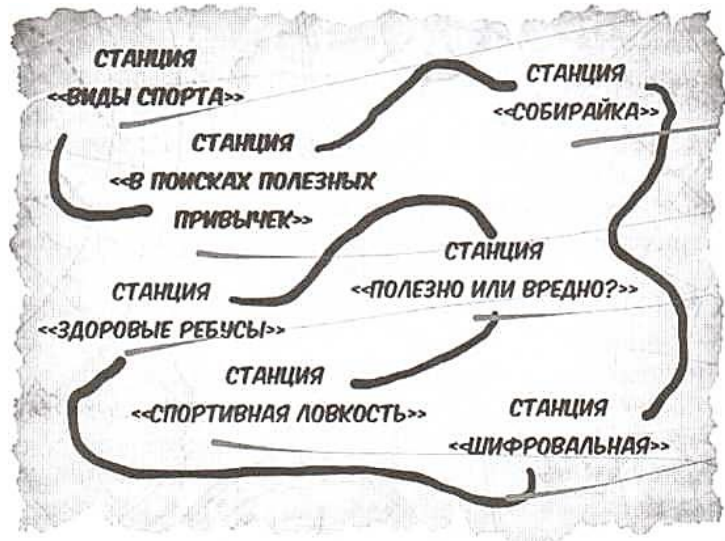 СТАНЦИЯ
«ВИДЫ СПОРТА»
СТАНЦИЯ
«СОБИРАЙКА»
СТАНЦИЯ
«В ПОИСКАХ ПОЛЕЗНЫХ
ПРИВЫЧЕК»
СТАНЦИЯ
«ПОЛЕЗНО ИЛИ ВРЕДНО?»
СТАНЦИЯ
«ЗДОРОВЫЕ РЕБУСЫ»
СТАНЦИЯ
«СПОРТИВНАЯ ЛОВКОСТЬ»
СТАНЦИЯ
«ШИФРОВАЛЬНАЯ»